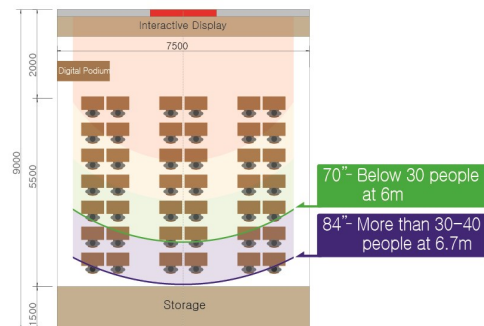 Interactive Display
7500
Digital Podium
2000
9000
5500
1500
70"- Below 30 people
at 6m
84"- More than 30-40
people at 6.7m
Storage